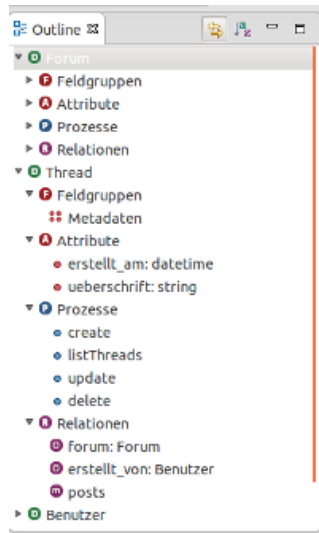 Outline
D Forum
F Feldgruppen
A Attribute
P Prozesse
R Relationen
D Thread
F Feldgruppen
Metadaten
A Attribute
erstellt_am: datetime
ueberschrift: string
P Prozesse
create
listThreads
update
delete
R Relationen
O forum: Forum
O erstellt_von: Benutzer
m posts
D Benutzer